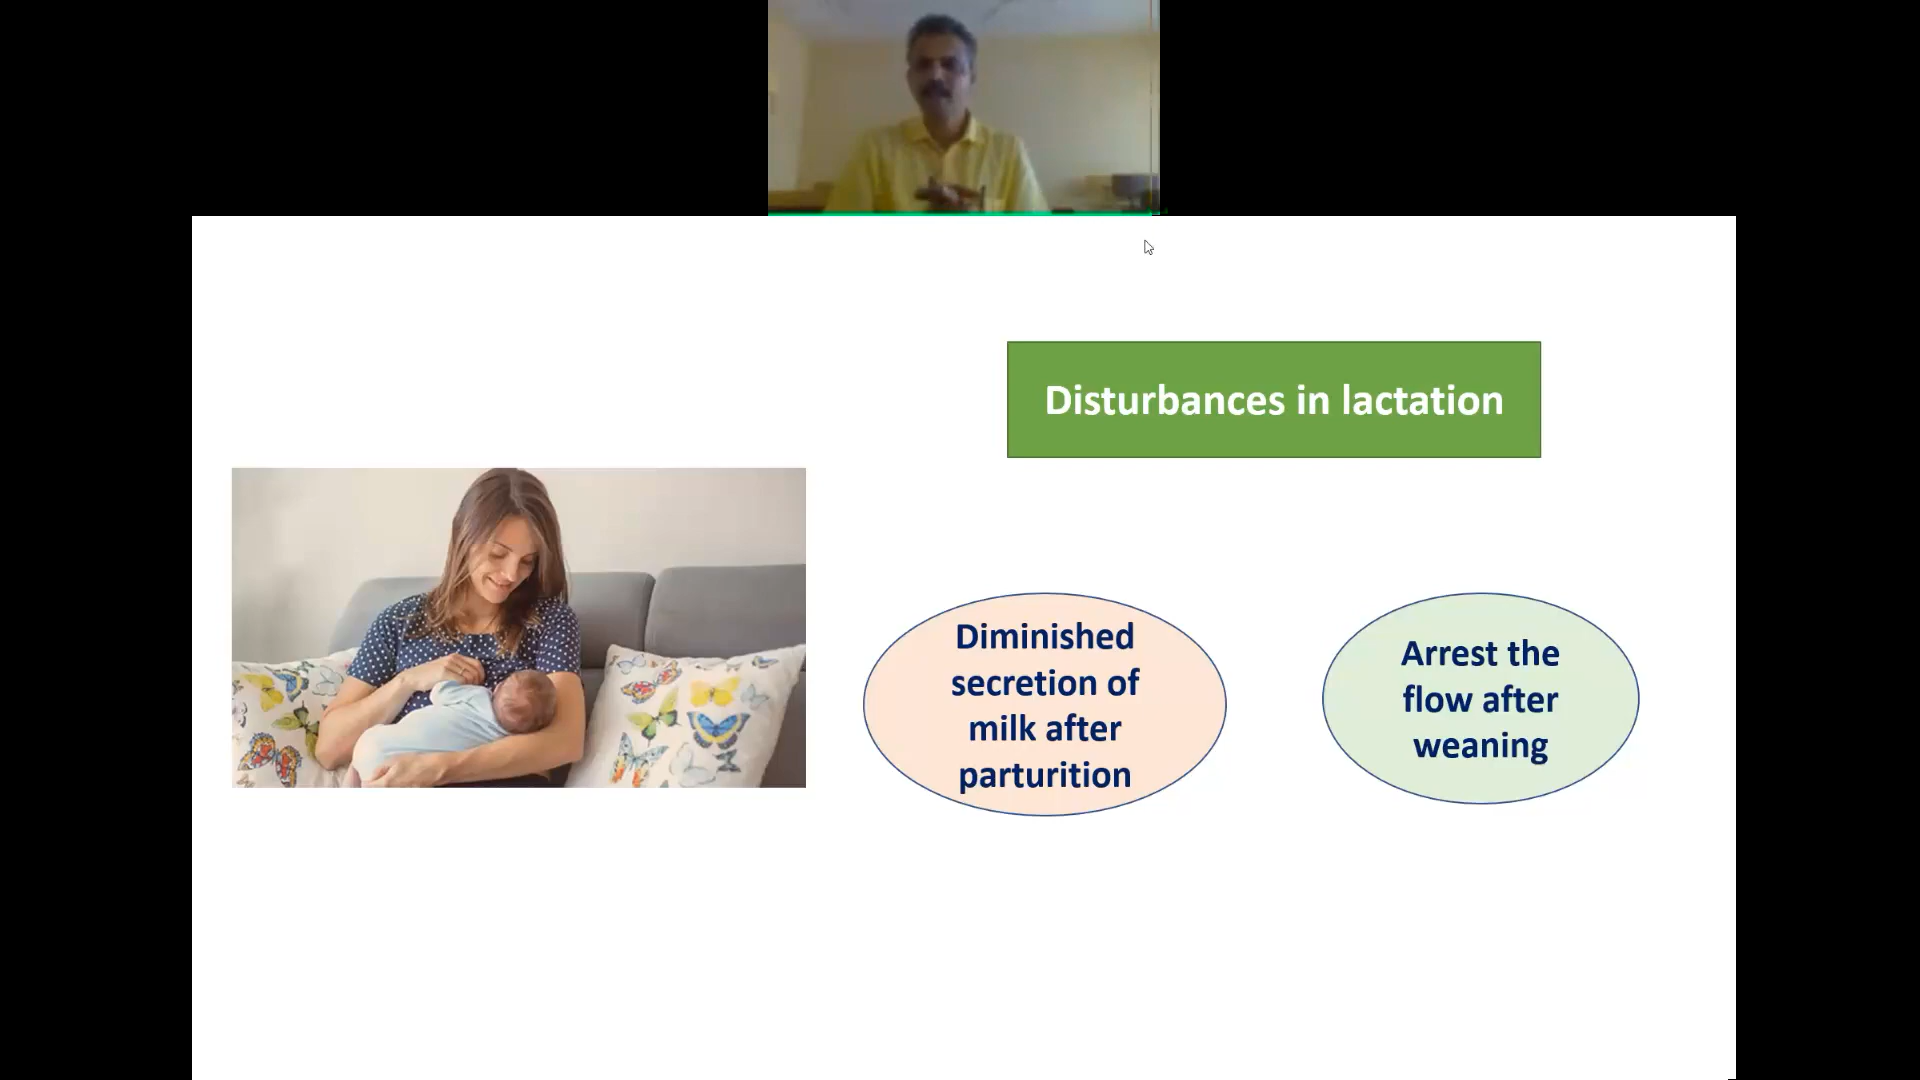 Disturbances in lactation
Diminished
secretion of
milk after
parturition
Arrest the
flow after
weaning